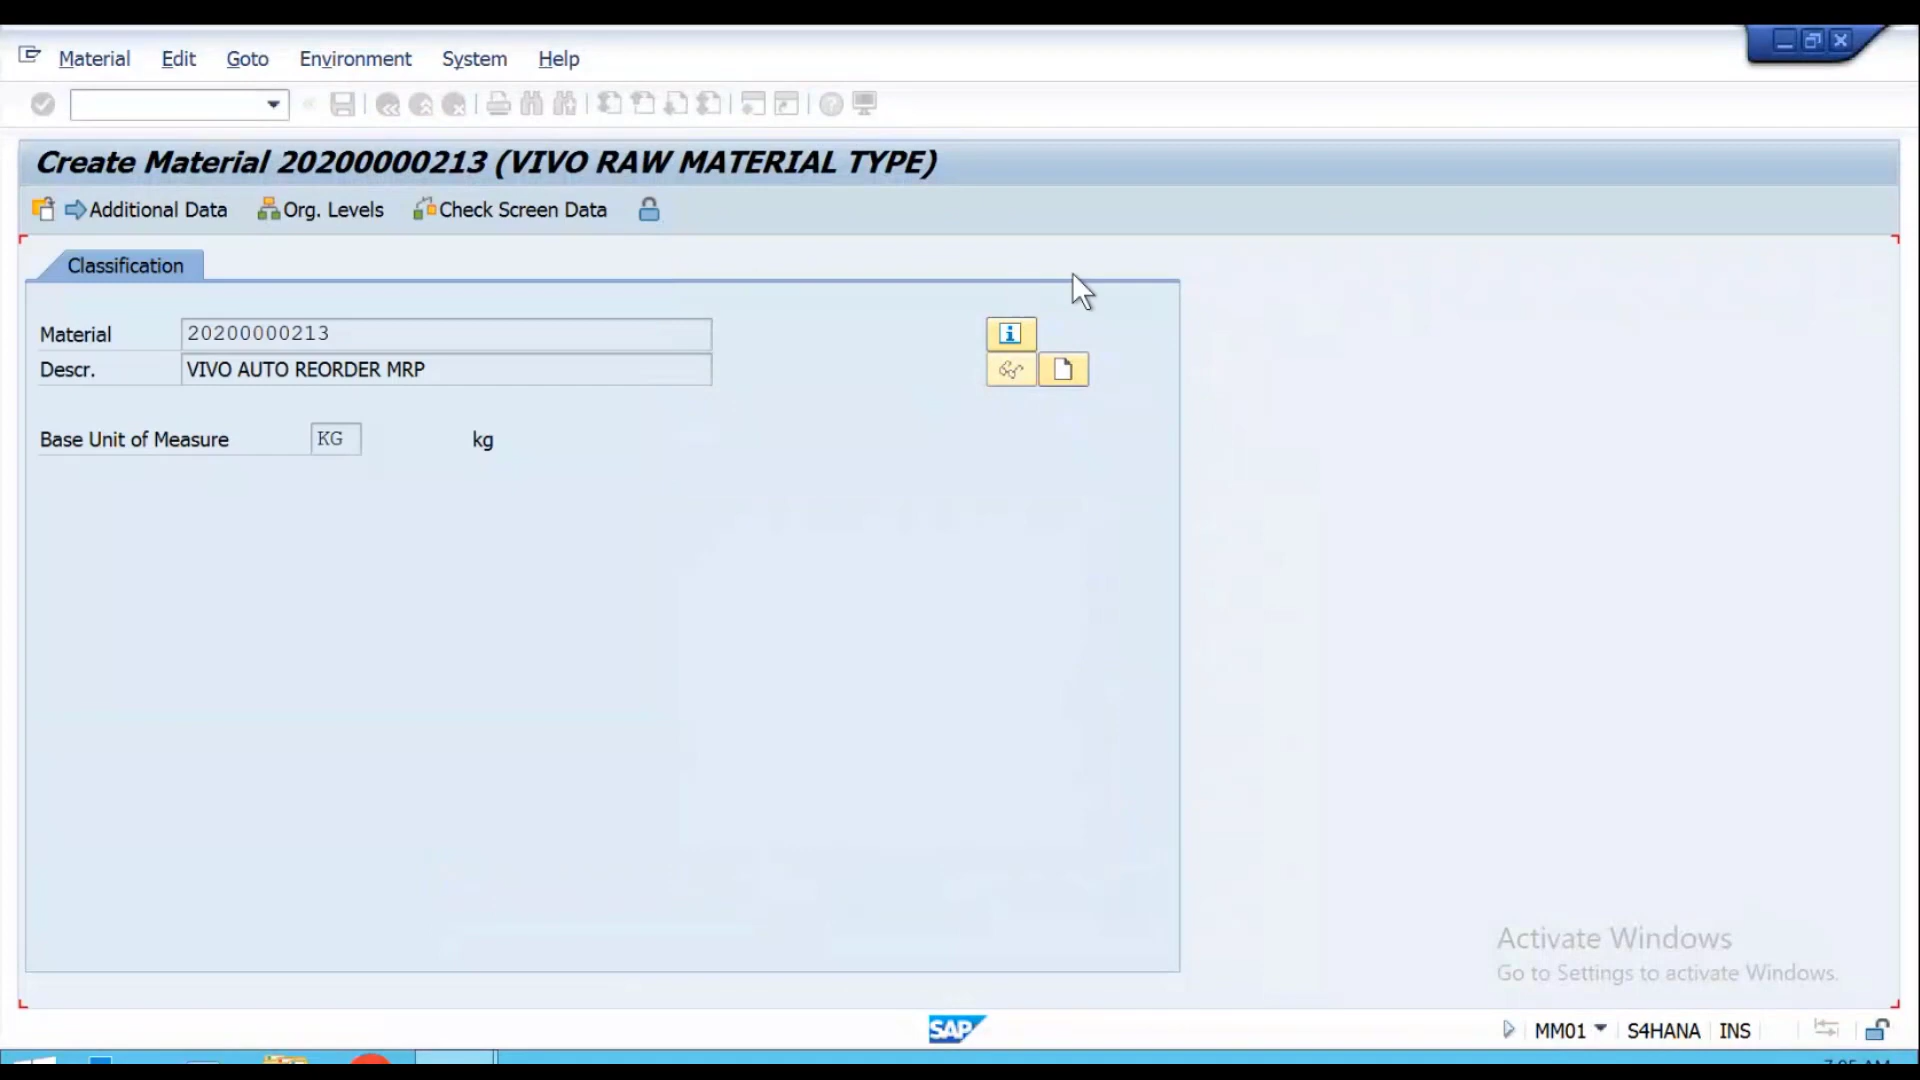 Material Edit Goto Environment System Help
Create Material 20200000213 (VIVO RAW MATERIAL TYPE)
Additional Data Org. Levels Check Screen Data
Classification
Material 20200000213
Descr. VIVO AUTO REORDER MRP
Base Unit of Measure KG kg
Activate Windows
Go to Settings to activate Windows.
SAP MM01 S4HANA INS